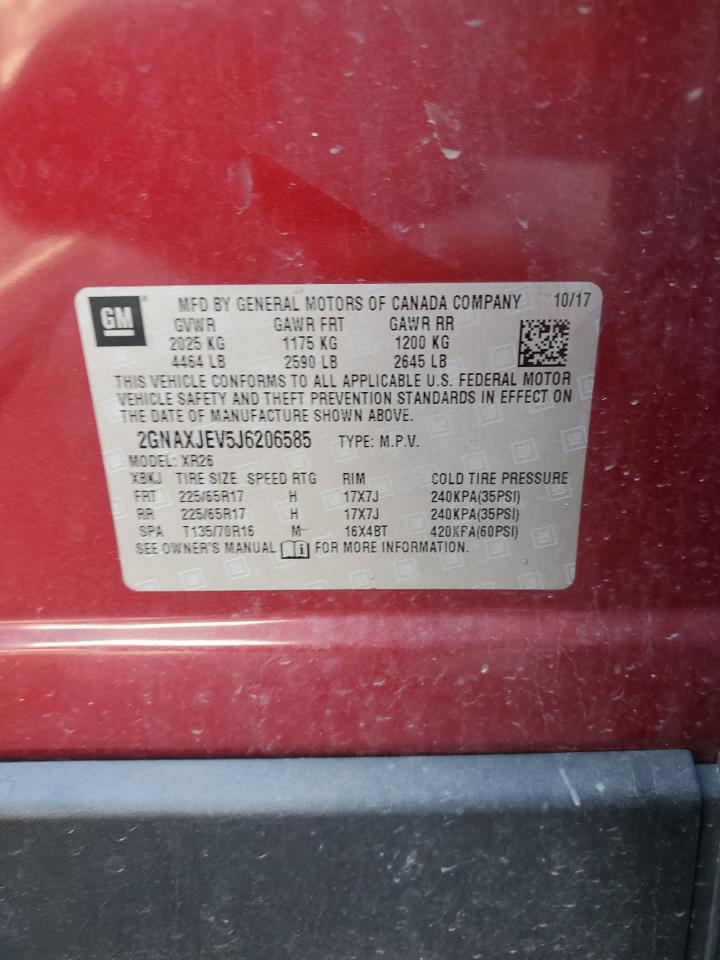 GM MFD BY GENERAL MOTORS OF CANADA COMPANY 10/17
GVWR GAWR FRT GAWR RR
2025 KG 1175 KG 1200 KG
4464 LB 2590 LB 2645 LB
THIS VEHICLE CONFORMS TO ALL APPLICABLE U.S. FEDERAL MOTOR
VEHICLE SAFETY AND THEFT PREVENTION STANDARDS IN EFFECT ON
THE DATE OF MANUFACTURE SHOWN ABOVE.
2GNAXJEV5J6206585 TYPE: M.P.V.
MODEL: XR26
XBKJ TIRE SIZE SPEED RTG RIM COLD TIRE PRESSURE
FRT 225/65R17 H 17X7J 240KPA(35PSI)
RR 225/65R17 H 17X7J 240KPA(35PSI)
SPA T135/70R16 M 16X4BT 420KPA(60PSI)
SEE OWNER'S MANUAL FOR MORE INFORMATION.